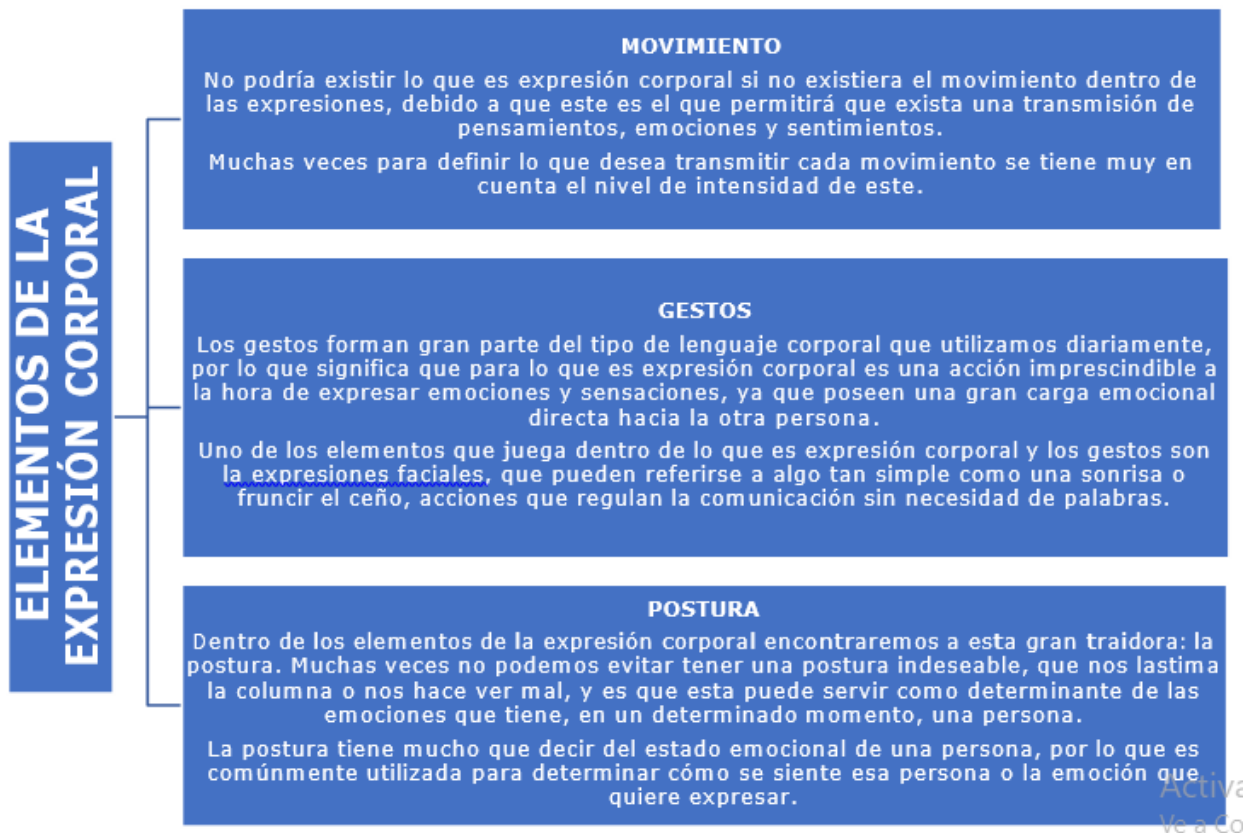 ELEMENTOS DE LA
EXPRESIÓN CORPORAL
MOVIMIENTO
No podría existir lo que es expresión corporal si no existiera el movimiento dentro de
las expresiones, debido a que este es el que permitirá que exista una transmisión de
pensamientos, emociones y sentimientos.
Muchas veces para definir lo que desea transmitir cada movimiento se tiene muy en
cuenta el nivel de intensidad de este.
GESTOS
Los gestos forman gran parte del tipo de lenguaje corporal que utilizamos diariamente,
por lo que significa que para lo que es expresión corporal es una acción imprescindible a
la hora de expresar emociones y sensaciones, ya que poseen una gran carga emocional
directa hacia la otra persona.
Uno de los elementos que juega dentro de lo que es expresión corporal y los gestos son
la expresiones faciales, que pueden referirse a algo tan simple como una sonrisa o
fruncir el ceño, acciones que regulan la comunicación sin necesidad de palabras.
POSTURA
Dentro de los elementos de la expresión corporal encontraremos a esta gran traidora: la
postura. Muchas veces no podemos evitar tener una postura indeseable, que nos lastima
la columna o nos hace ver mal, y es que esta puede servir como determinante de las
emociones que tiene, en un determinado momento, una persona.
La postura tiene mucho que decir del estado emocional de una persona, por lo que es
comúnmente utilizada para determinar cómo se siente esa persona o la emoción que
quiere expresar.
Activa
Ve a Co